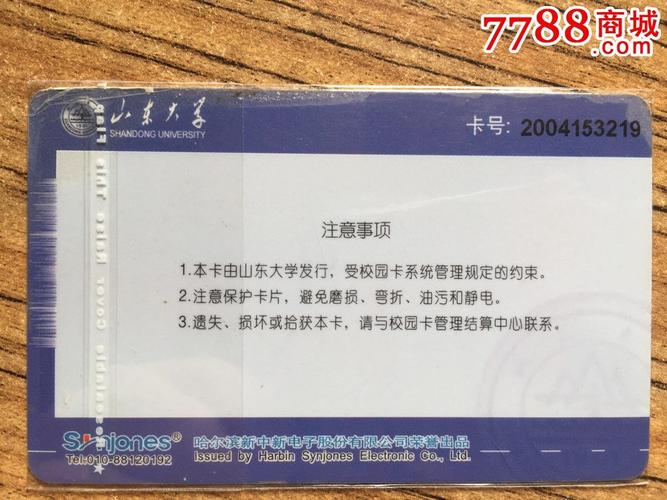 7788商城
.com
山东大学
SHANDONG UNIVERSITY
卡号: 2004153219
注意事项
1.本卡由山东大学发行，受校园卡系统管理规定的约束。
2.注意保护卡片，避免磨损、弯折、油污和静电。
3.遗失、损坏或拾获本卡，请与校园卡管理结算中心联系。
Synjones® 哈尔滨新中新电子股份有限公司荣誉出品
Tel:010-88120192 Issued by Harbin Synjones Electronic Co., Ltd.